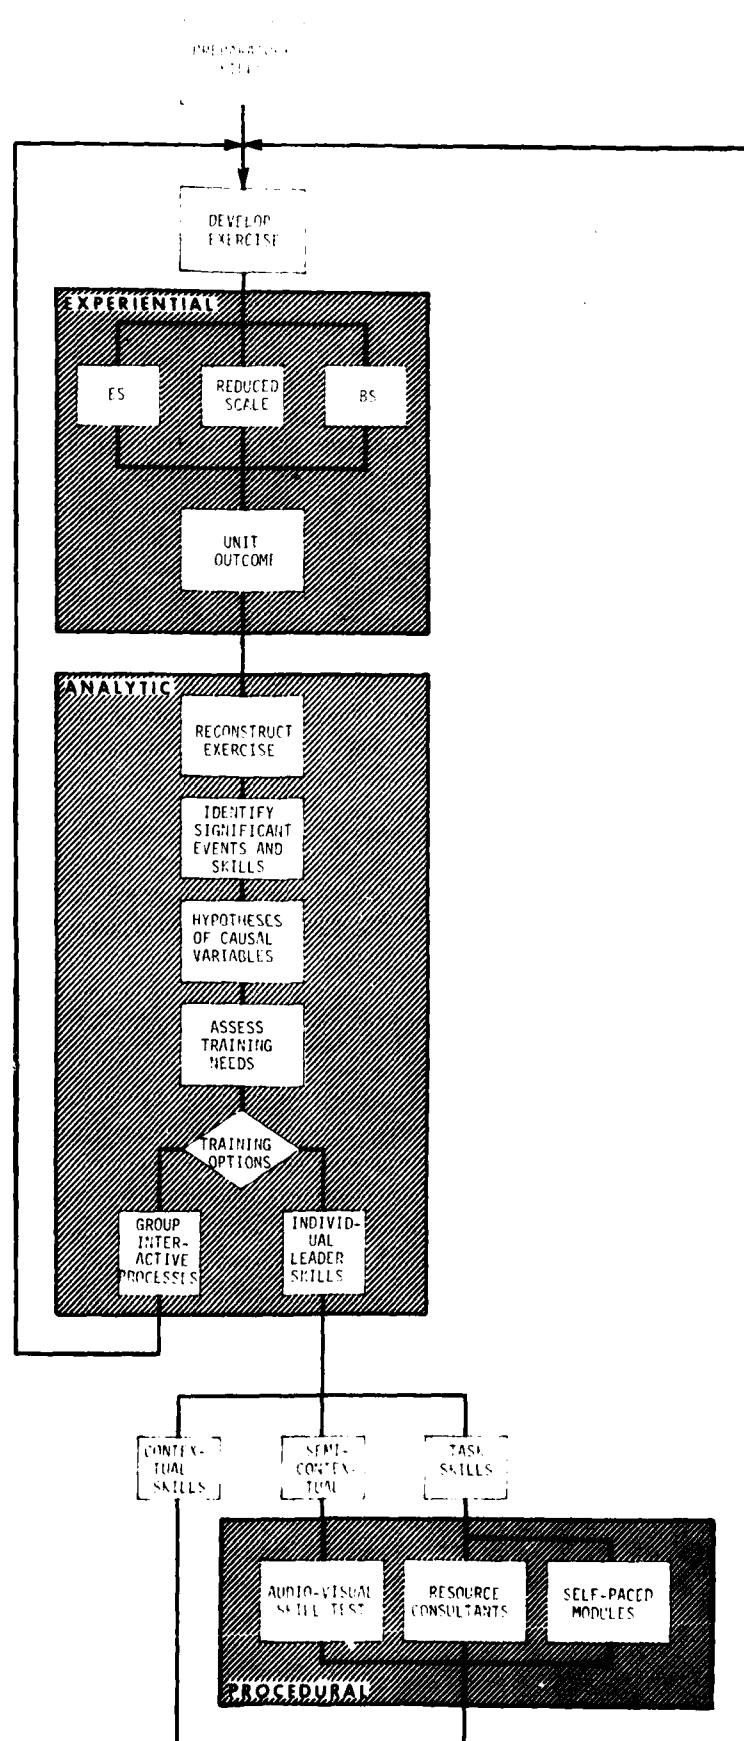 PREPARATORY
SKILLS
DEVELOP
EXERCISE
EXPERIENTIAL
ES
REDUCED
SCALE
BS
UNIT
OUTCOME
ANALYTIC
RECONSTRUCT
EXERCISE
IDENTIFY
SIGNIFICANT
EVENTS AND
SKILLS
HYPOTHESES
OF CAUSAL
VARIABLES
ASSESS
TRAINING
NEEDS
TRAINING
OPTIONS
GROUP
INTER-
ACTIVE
PROCESSES
INDIVID-
UAL
LEADER
SKILLS
CONTEX-
TUAL
SKILLS
SEMI-
CONTEX-
TUAL
TASK
SKILLS
AUDIO-VISUAL
SKILL TEST
RESOURCE
CONSULTANTS
SELF-PACED
MODULES
PROCEDURAL